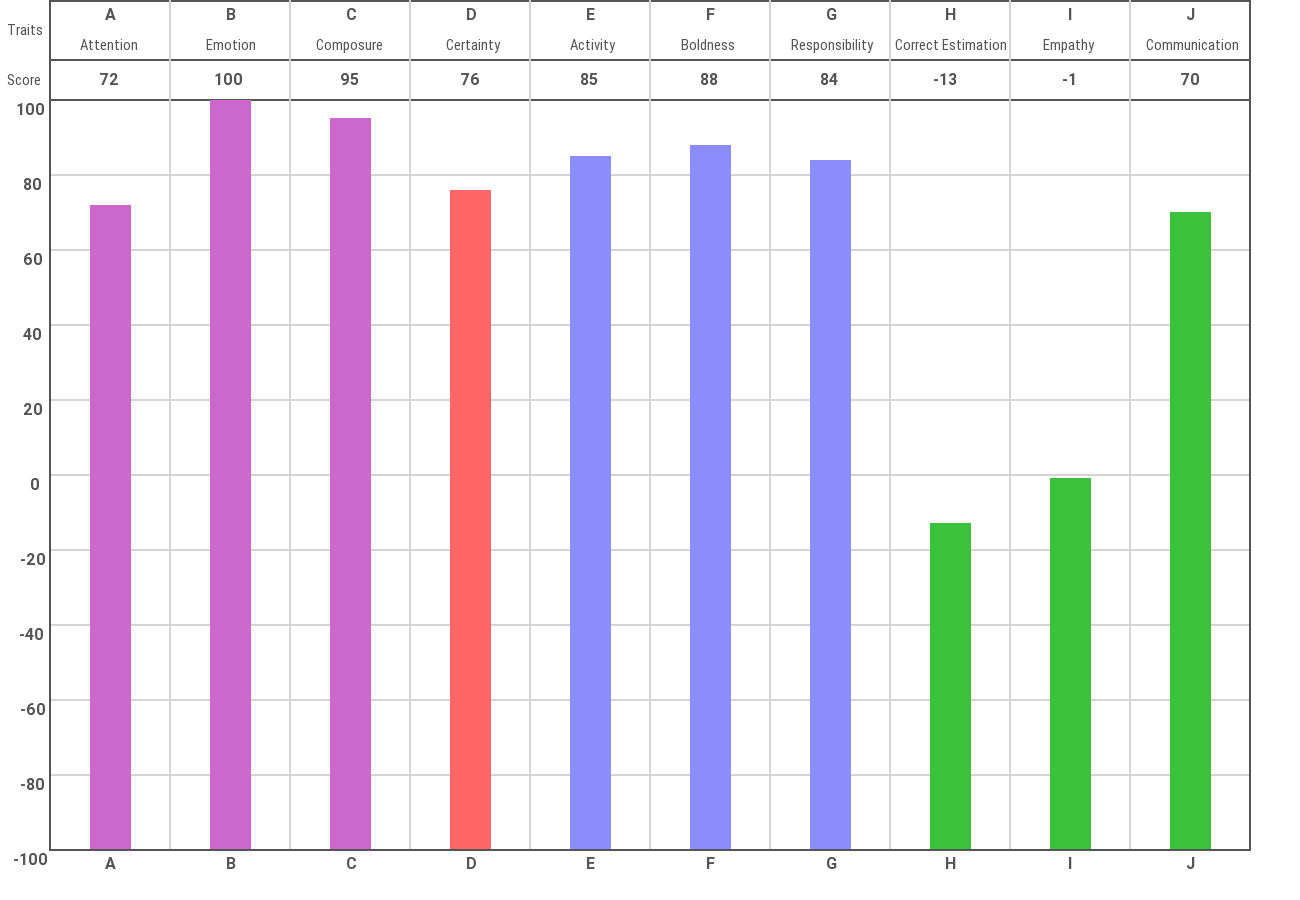 A B C D E F G H I J
Traits
Attention Emotion Composure Certainty Activity Boldness Responsibility Correct Estimation Empathy Communication
Score 72 100 95 76 85 88 84 -13 -1 70
100
80
60
40
20
0
-20
-40
-60
-80
-100
A B C D E F G H I J